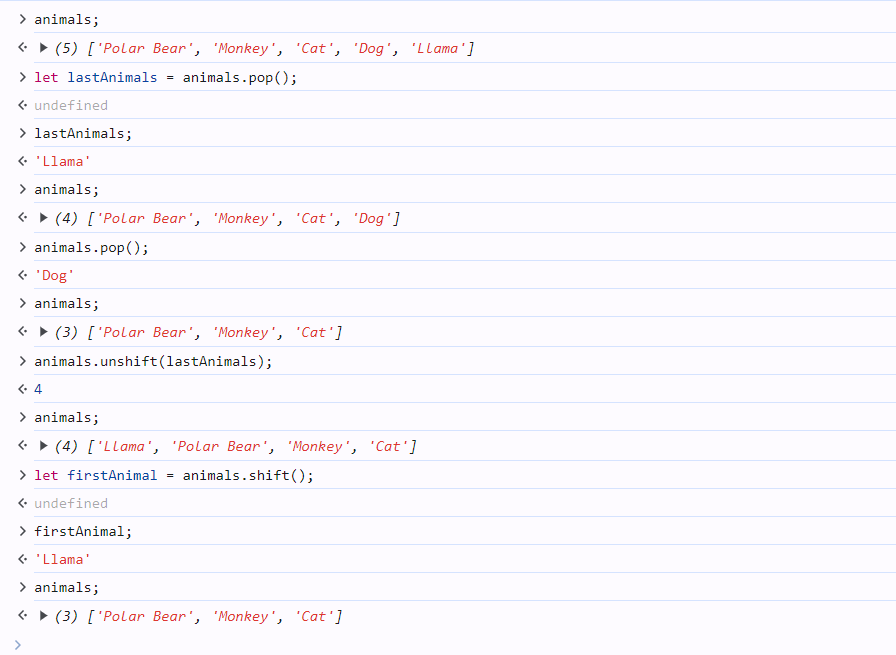 > animals;
<· ▶ (5) ['Polar Bear', 'Monkey', 'Cat', 'Dog', 'Llama']
> let lastAnimals = animals.pop();
<· undefined
> lastAnimals;
<· 'Llama'
> animals;
<· ▶ (4) ['Polar Bear', 'Monkey', 'Cat', 'Dog']
> animals.pop();
<· 'Dog'
> animals;
<· ▶ (3) ['Polar Bear', 'Monkey', 'Cat']
> animals.unshift(lastAnimals);
<· 4
> animals;
<· ▶ (4) ['Llama', 'Polar Bear', 'Monkey', 'Cat']
> let firstAnimal = animals.shift();
<· undefined
> firstAnimal;
<· 'Llama'
> animals;
<· ▶ (3) ['Polar Bear', 'Monkey', 'Cat']
>